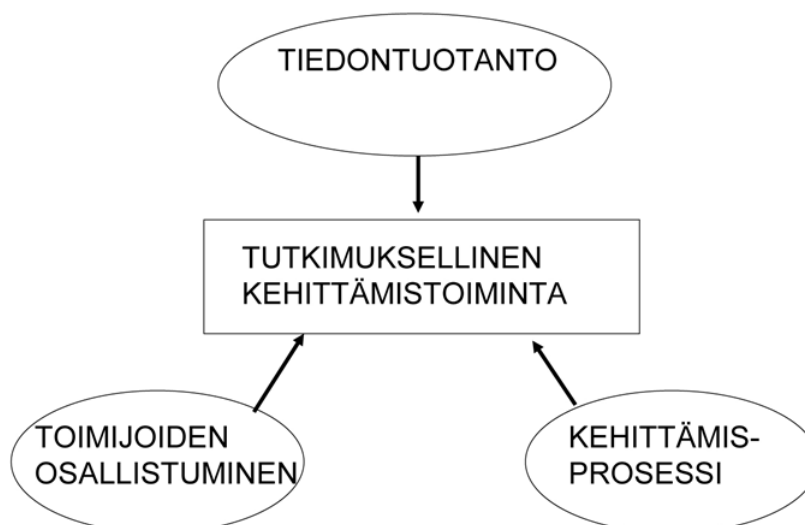 TIEDONTUOTANTO
TUTKIMUKSELLINEN
KEHITTÄMISTOIMINTA
TOIMIJOIDEN
OSALLISTUMINEN
KEHITTÄMIS-
PROSESSI